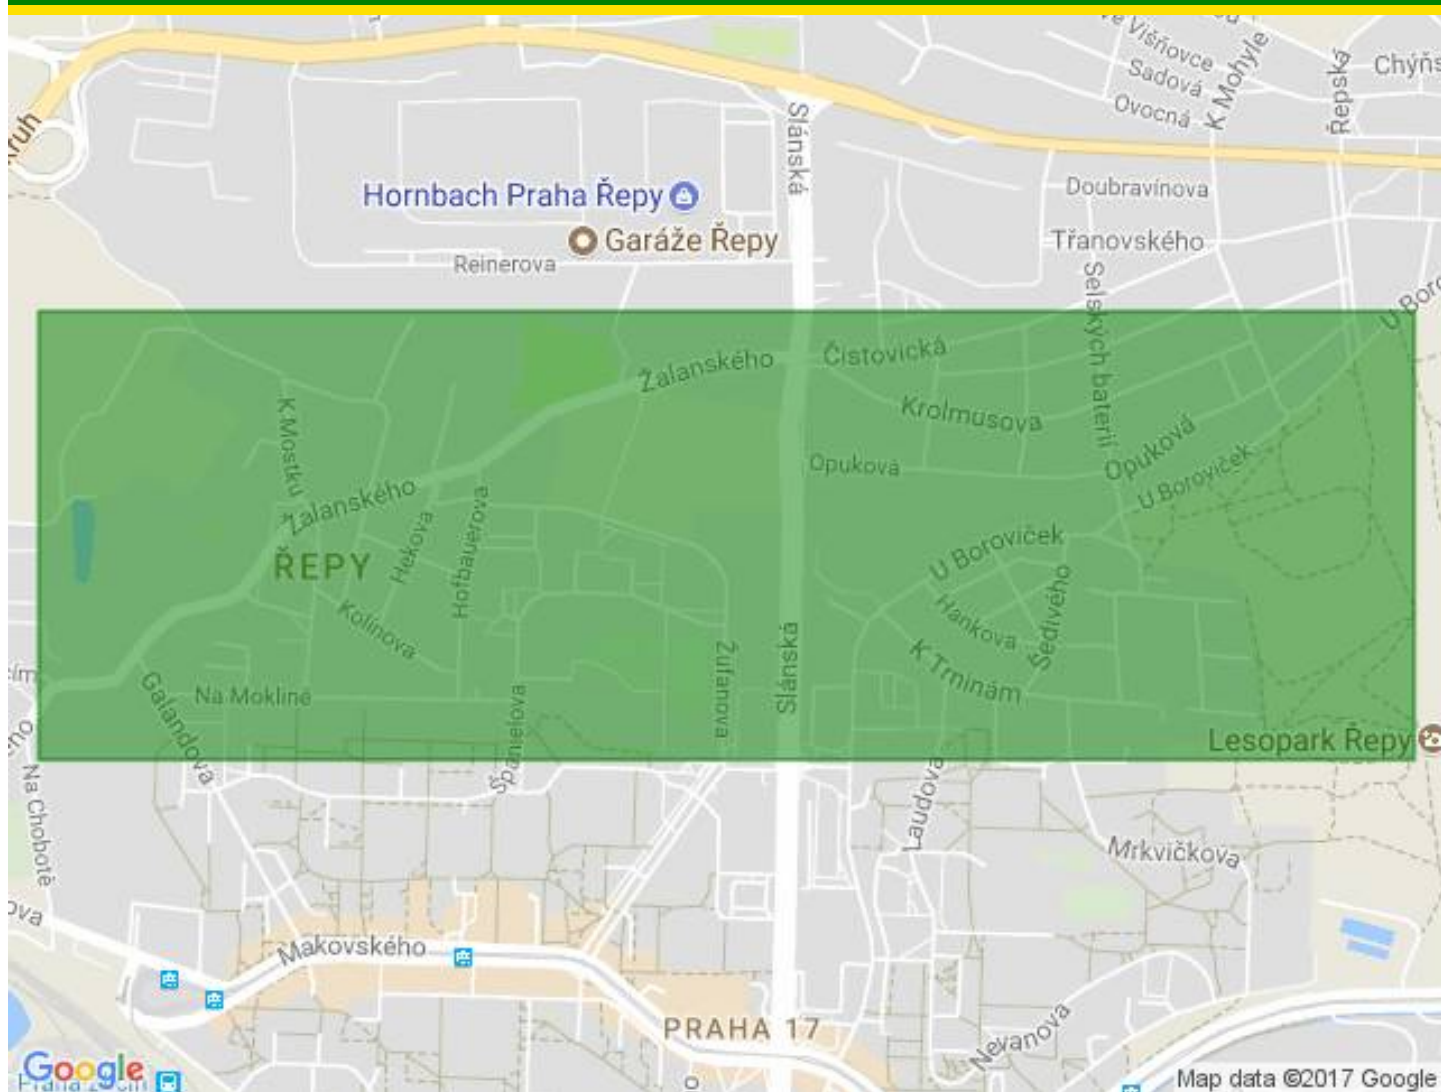 Višňovce
Sadová
Ovocná
K Mohyle
Řepská
Slánská
Hornbach Praha Řepy
Doubravínova
Garáže Řepy
Třanovského
Reinerova
Selských baterií
Žalanského
Čistovická
K Mostku
Krolmusova
Opuková
Opuková
U Boroviček
Žalanského
Hekova
Hofbauerova
ŘEPY
U Boroviček
Kolínova
Hankova
Šedivého
K Trninám
Žufanova
Slánská
Galandova
Na Moklině
Španielova
Lesopark Řepy
Na Chobotě
Laudova
Mrkvičkova
Makovského
PRAHA 17
Nevanova
Google
Map data ©2017 Google